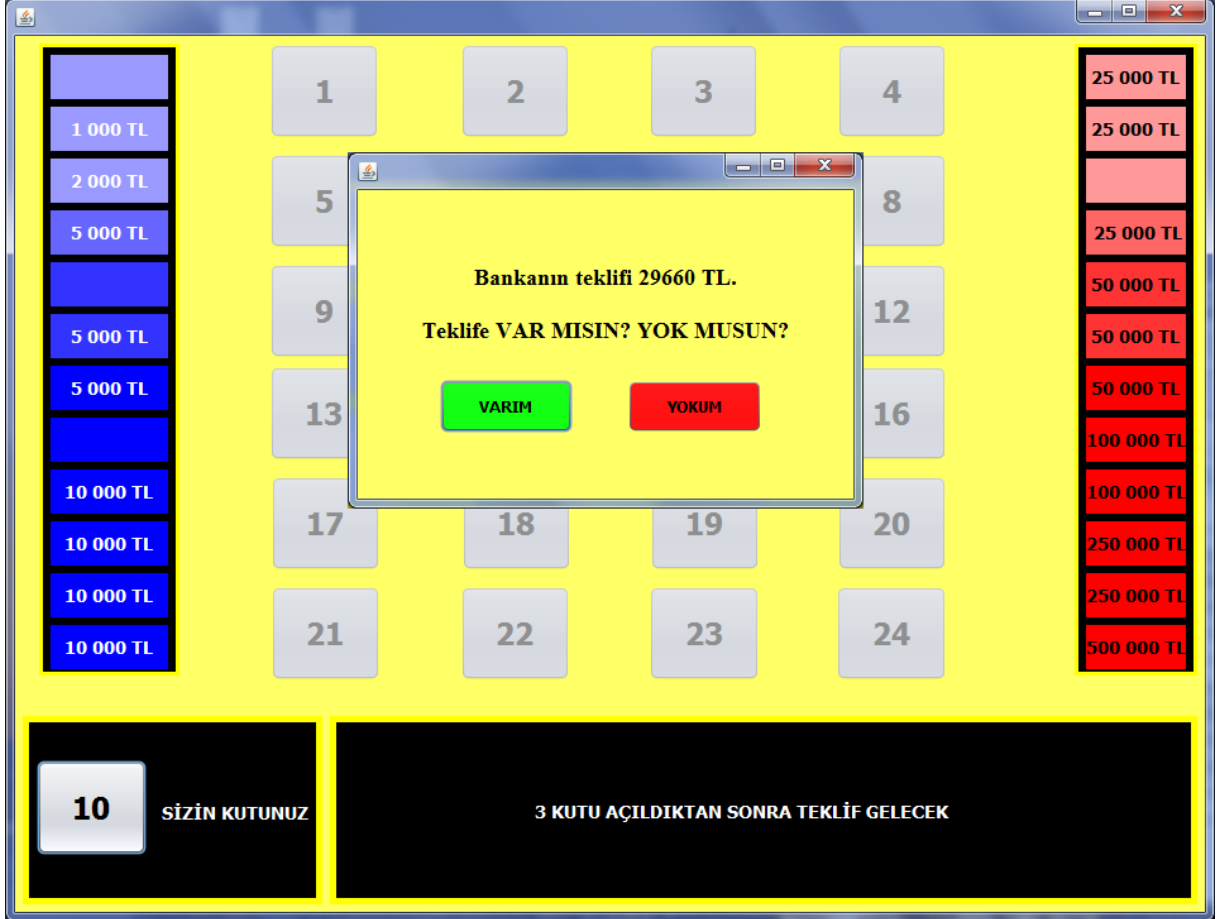 1 2 3 4
5 8
9 12
13 16
17 18 19 20
21 22 23 24
1 000 TL
2 000 TL
5 000 TL
5 000 TL
5 000 TL
10 000 TL
10 000 TL
10 000 TL
10 000 TL
Bankanın teklifi 29660 TL.
Teklife VAR MISIN? YOK MUSUN?
VARIM YOKUM
25 000 TL
25 000 TL
25 000 TL
50 000 TL
50 000 TL
50 000 TL
100 000 TL
100 000 TL
250 000 TL
250 000 TL
500 000 TL
10 SİZİN KUTUNUZ
3 KUTU AÇILDIKTAN SONRA TEKLİF GELECEK